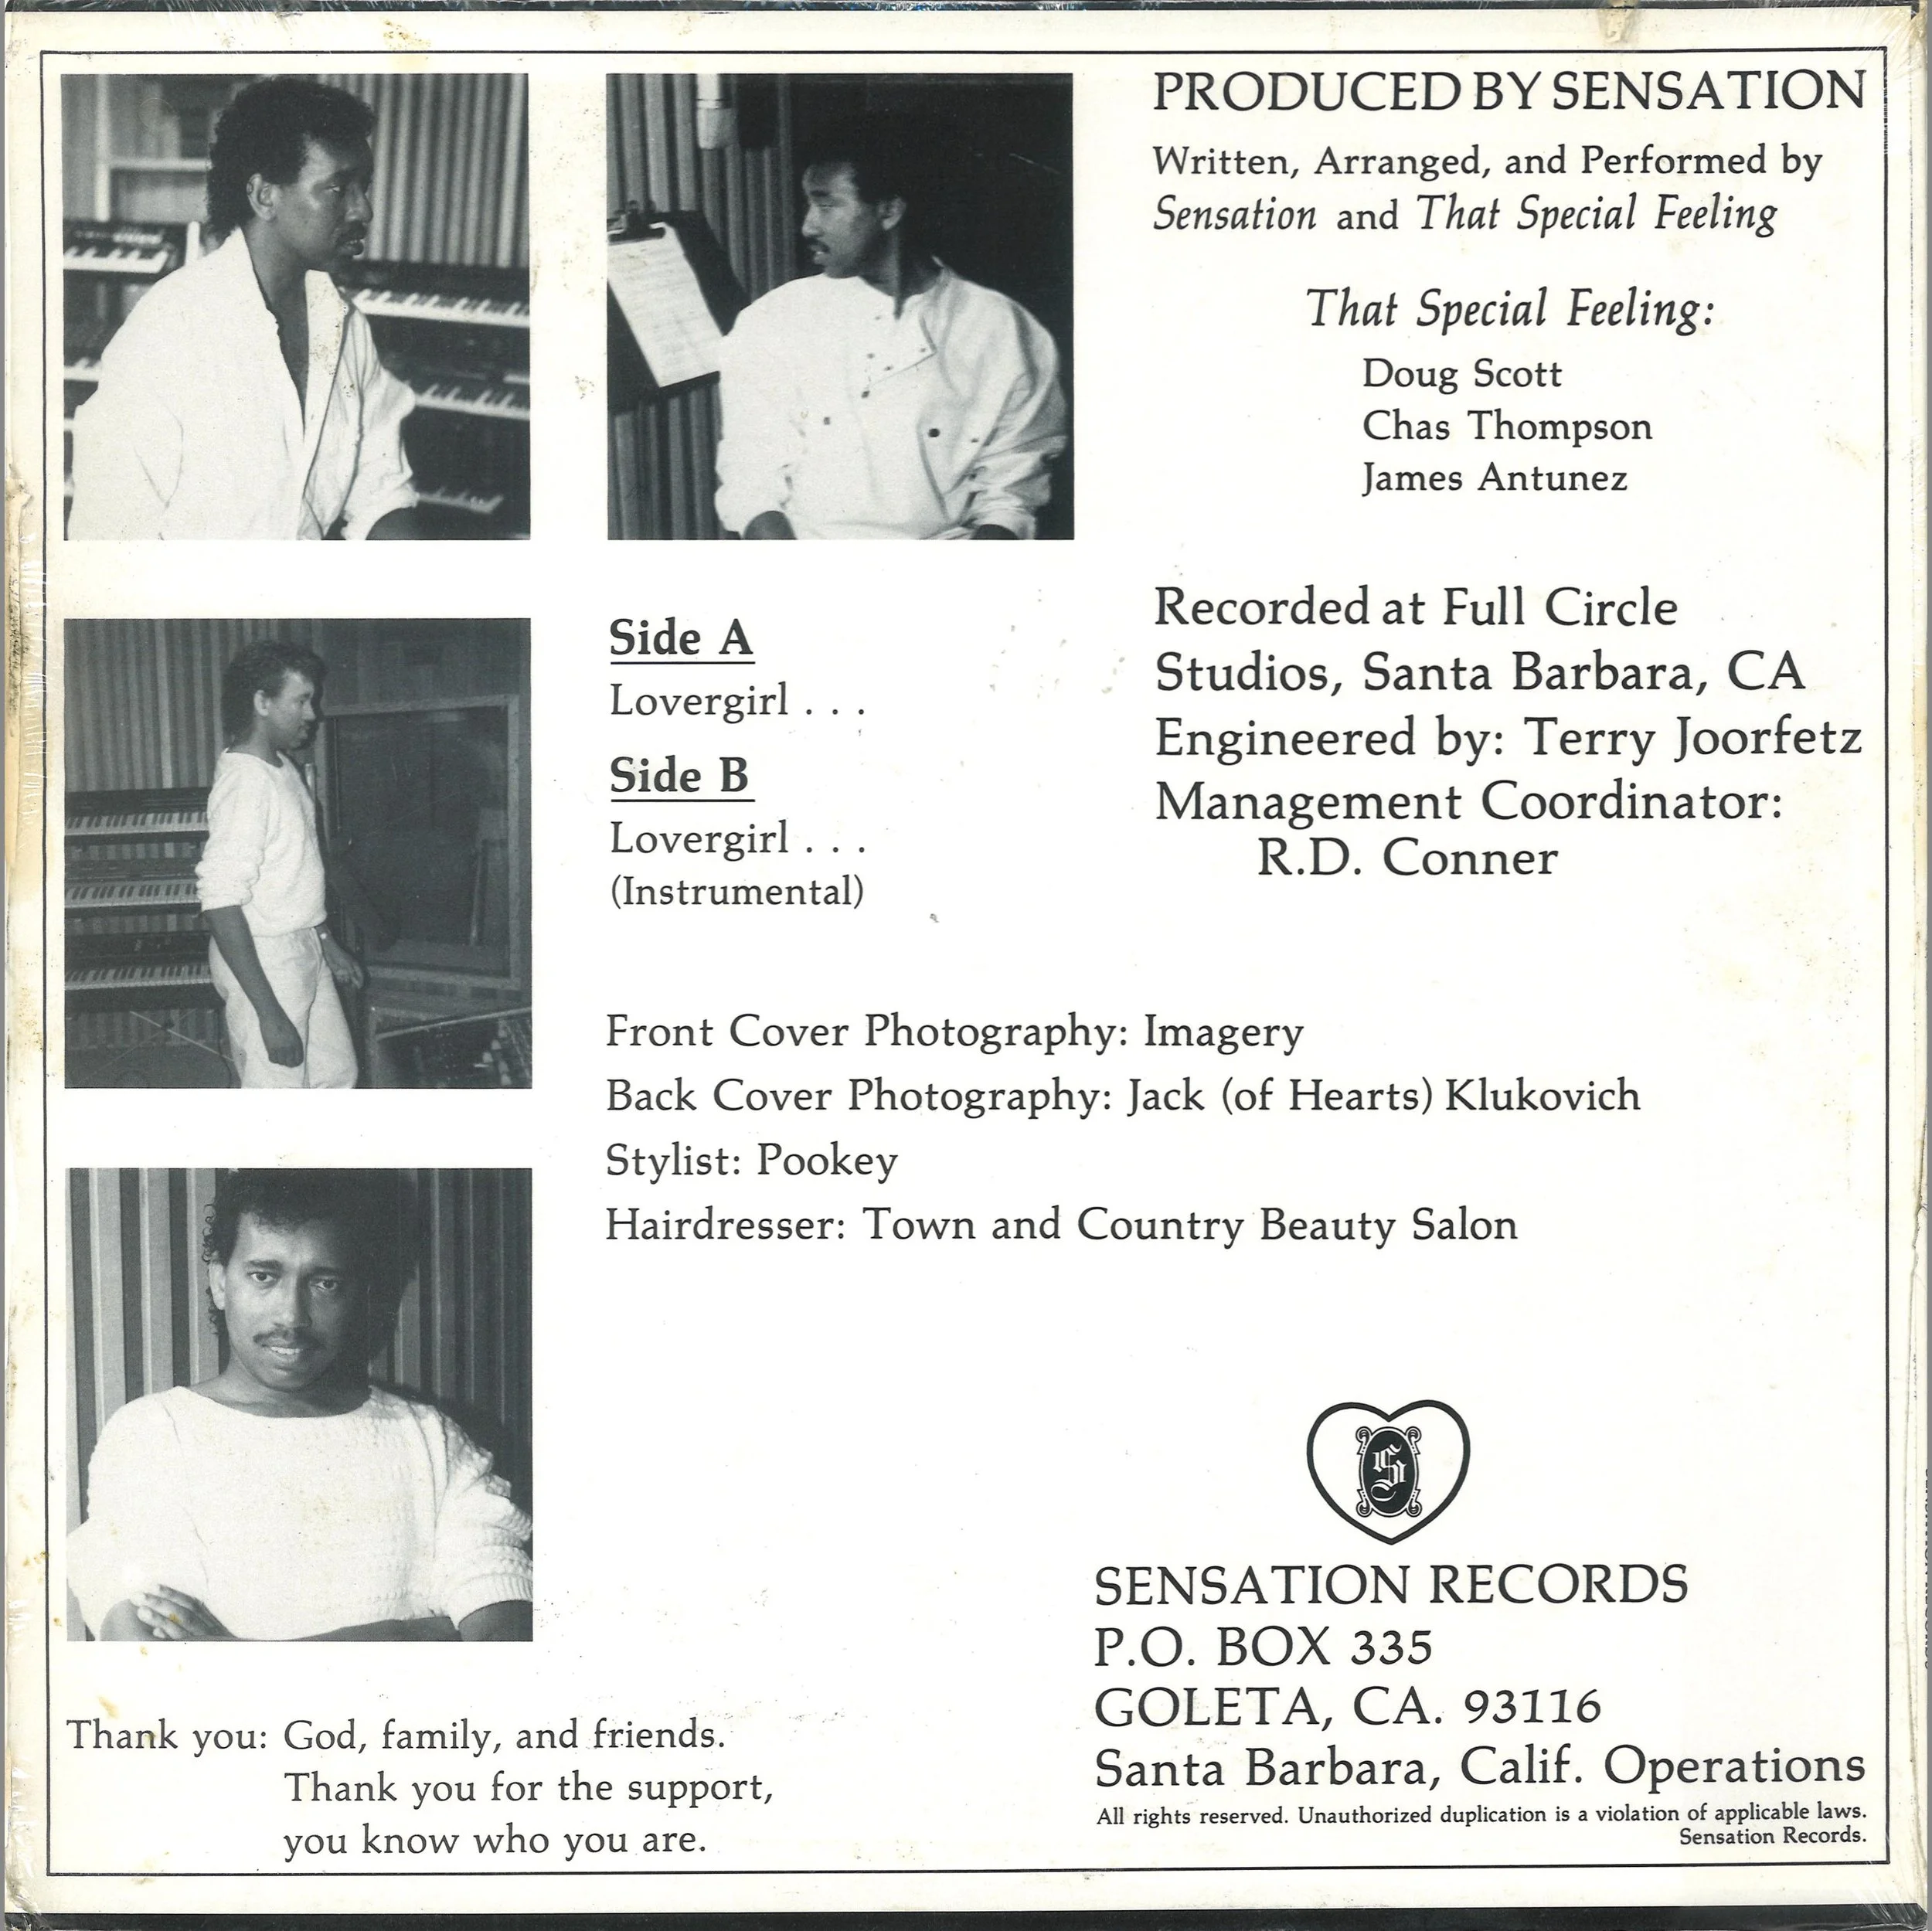 PRODUCED BY SENSATION
Written, Arranged, and Performed by
Sensation and That Special Feeling
That Special Feeling:
Doug Scott
Chas Thompson
James Antunez
Side A
Lovergirl . . .
Side B
Lovergirl . . .
(Instrumental)
Recorded at Full Circle
Studios, Santa Barbara, CA
Engineered by: Terry Joorfetz
Management Coordinator:
R.D. Conner
Front Cover Photography: Imagery
Back Cover Photography: Jack (of Hearts) Klukovich
Stylist: Pookey
Hairdresser: Town and Country Beauty Salon
S
SENSATION RECORDS
P.O. BOX 335
GOLETA, CA. 93116
Santa Barbara, Calif. Operations
All rights reserved. Unauthorized duplication is a violation of applicable laws.
Sensation Records.
Thank you: God, family, and friends.
Thank you for the support,
you know who you are.